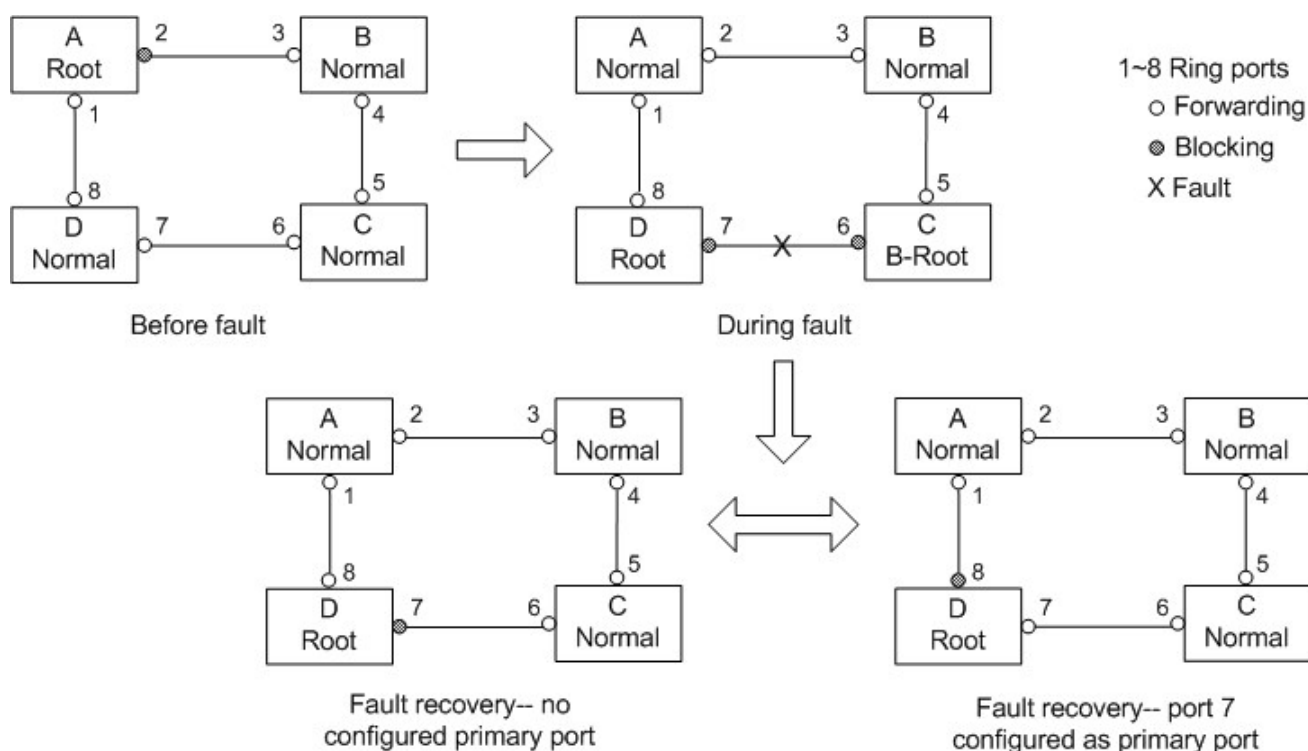 A
Root
2
3
B
Normal
1
4
8
5
D
Normal
7
6
C
Normal
Before fault
A
Normal
2
3
B
Normal
1
4
8
5
D
Root
7
X
6
C
B-Root
During fault
1~8 Ring ports
Forwarding
Blocking
X Fault
A
Normal
2
3
B
Normal
1
4
8
5
D
Root
7
6
C
Normal
Fault recovery-- no
configured primary port
A
Normal
2
3
B
Normal
1
4
8
5
D
Root
7
6
C
Normal
Fault recovery-- port 7
configured as primary port